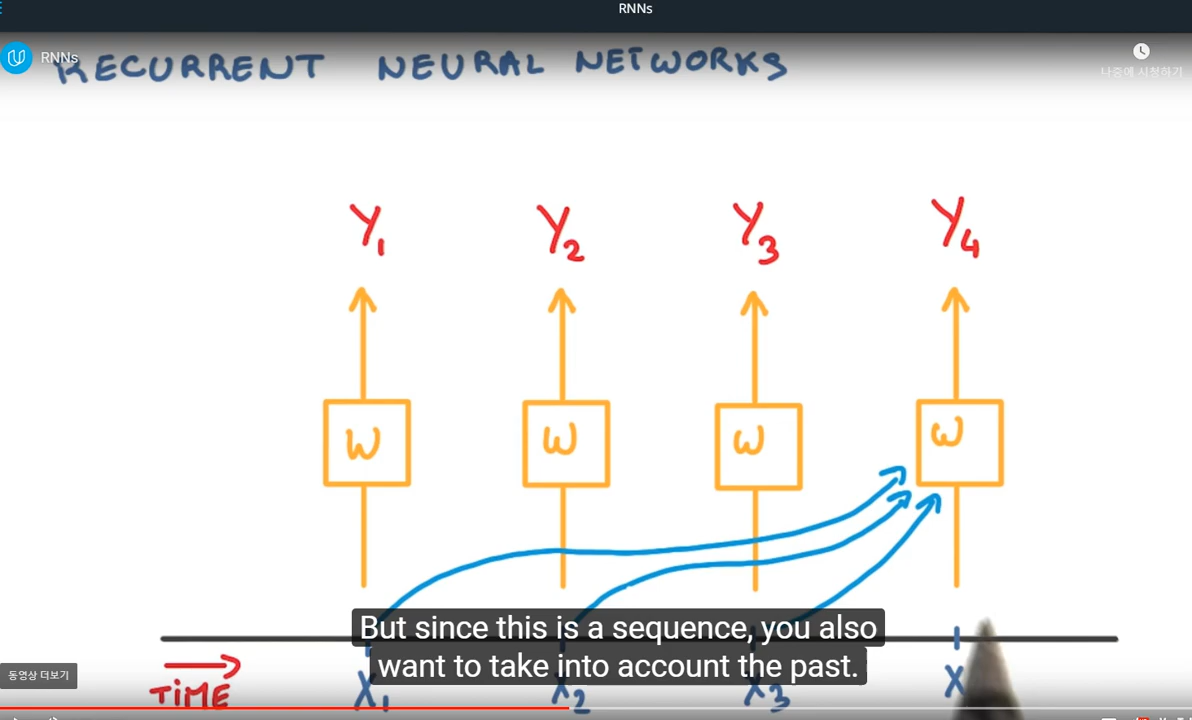 RNNs
RNNs
나중에 시청하기
RECURRENT NEURAL NETWORKS
Y1 Y2 Y3 Y4
W W W W
But since this is a sequence, you also
want to take into account the past.
동영상 더보기
TIME
X1 X2 X3 X